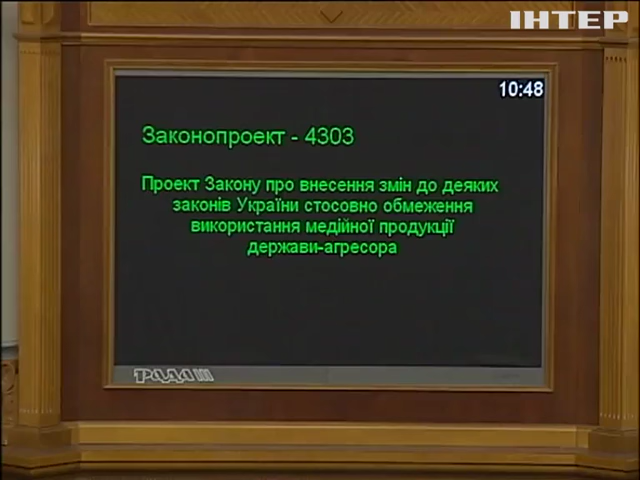 ІНТЕР
10:48
Законопроект - 4303
Проект Закону про внесення змін до деяких
законів України стосовно обмеження
використання медійної продукції
держави-агресора
РАДА III